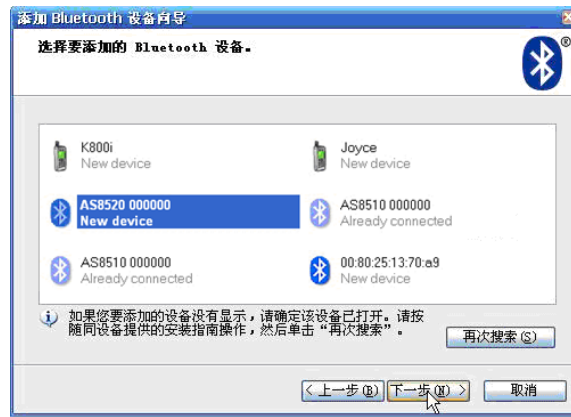 添加 Bluetooth 设备向导
选择要添加的 Bluetooth 设备。
®
K800i
New device
Joyce
New device
AS8520 000000
New device
AS8510 000000
Already connected
AS8510 000000
Already connected
00:80:25:13:70:a9
New device
如果您要添加的设备没有显示，请确定该设备已打开。请按
随同设备提供的安装指南操作，然后单击“再次搜索”。
再次搜索(S)
< 上一步(B)
下一步(N) >
取消